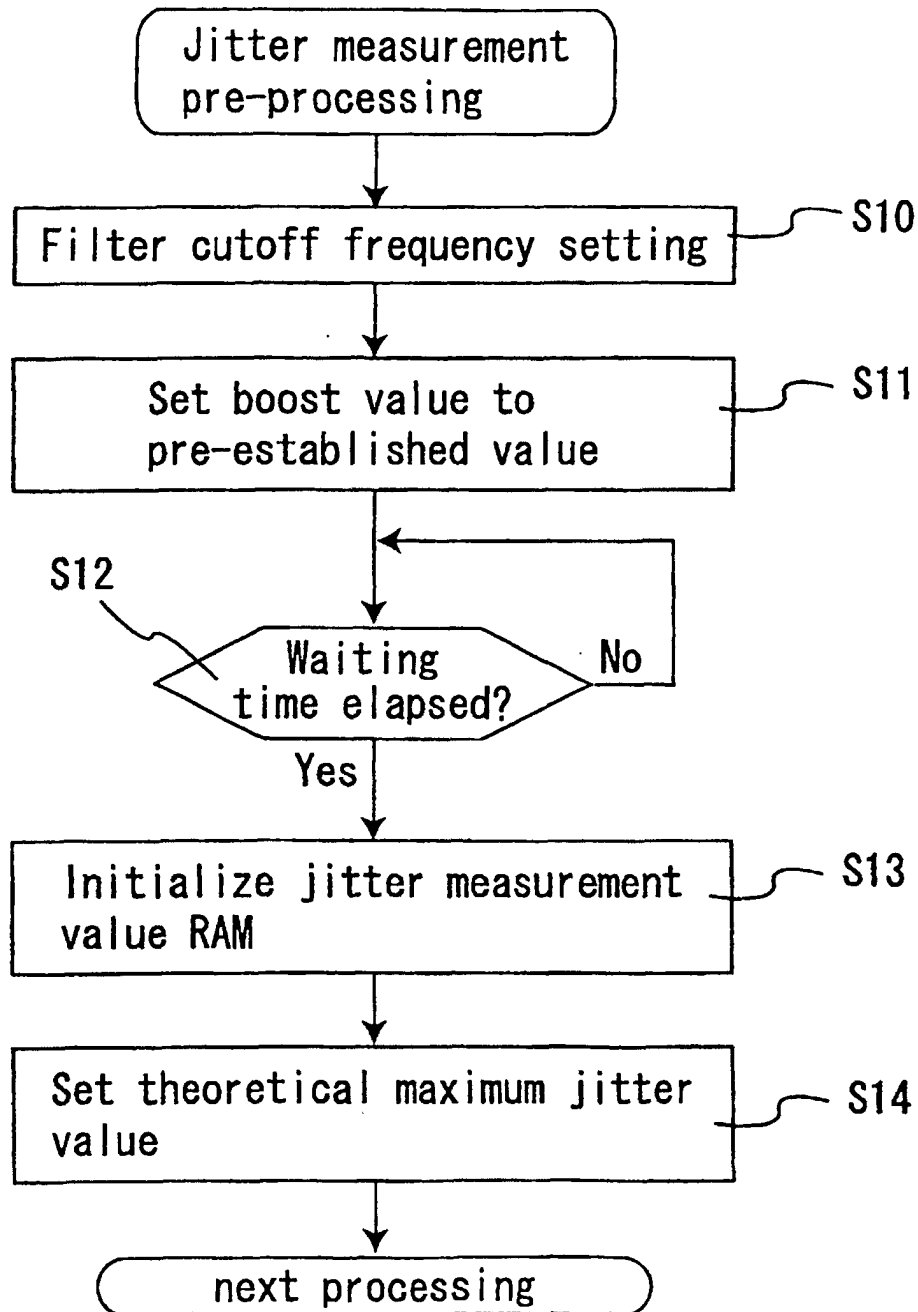 Jitter measurement
pre-processing
Filter cutoff frequency setting
S10
Set boost value to
pre-established value
S11
S12
Waiting
time elapsed?
No
Yes
Initialize jitter measurement
value RAM
S13
Set theoretical maximum jitter
value
S14
next processing